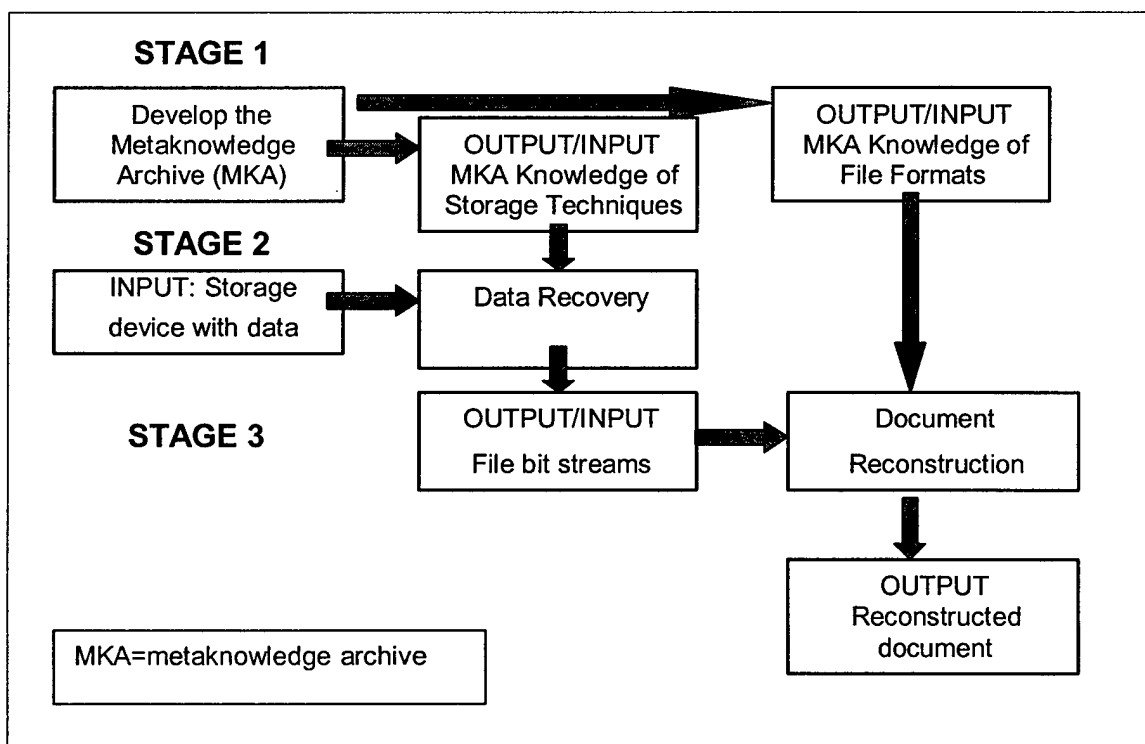 STAGE 1
Develop the
Metaknowledge
Archive (MKA)
OUTPUT/INPUT
MKA Knowledge of
Storage Techniques
OUTPUT/INPUT
MKA Knowledge of
File Formats
STAGE 2
INPUT: Storage
device with data
Data Recovery
STAGE 3
OUTPUT/INPUT
File bit streams
Document
Reconstruction
OUTPUT
Reconstructed
document
MKA=metaknowledge archive